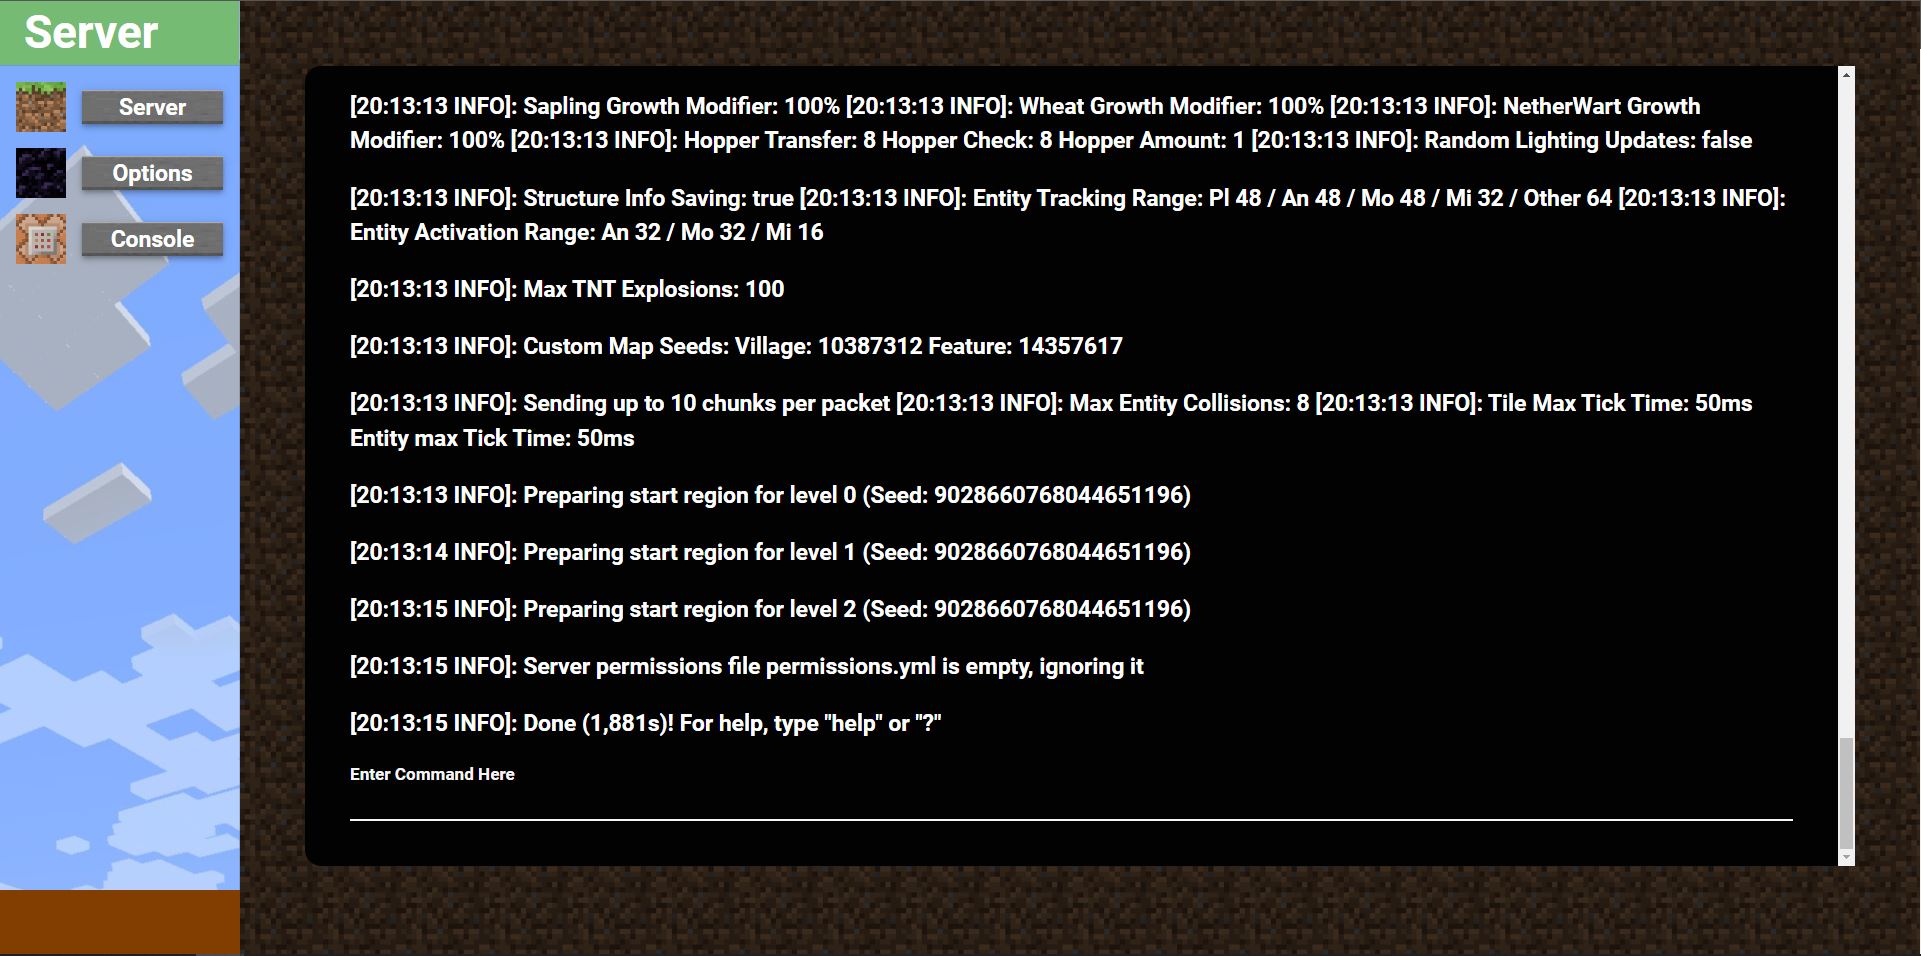 Server
Server
Options
Console
[20:13:13 INFO]: Sapling Growth Modifier: 100% [20:13:13 INFO]: Wheat Growth Modifier: 100% [20:13:13 INFO]: NetherWart Growth
Modifier: 100% [20:13:13 INFO]: Hopper Transfer: 8 Hopper Check: 8 Hopper Amount: 1 [20:13:13 INFO]: Random Lighting Updates: false
[20:13:13 INFO]: Structure Info Saving: true [20:13:13 INFO]: Entity Tracking Range: Pl 48 / An 48 / Mo 48 / Mi 32 / Other 64 [20:13:13 INFO]:
Entity Activation Range: An 32 / Mo 32 / Mi 16
[20:13:13 INFO]: Max TNT Explosions: 100
[20:13:13 INFO]: Custom Map Seeds: Village: 10387312 Feature: 14357617
[20:13:13 INFO]: Sending up to 10 chunks per packet [20:13:13 INFO]: Max Entity Collisions: 8 [20:13:13 INFO]: Tile Max Tick Time: 50ms
Entity max Tick Time: 50ms
[20:13:13 INFO]: Preparing start region for level 0 (Seed: 9028660768044651196)
[20:13:14 INFO]: Preparing start region for level 1 (Seed: 9028660768044651196)
[20:13:15 INFO]: Preparing start region for level 2 (Seed: 9028660768044651196)
[20:13:15 INFO]: Server permissions file permissions.yml is empty, ignoring it
[20:13:15 INFO]: Done (1,881s)! For help, type "help" or "?"
Enter Command Here